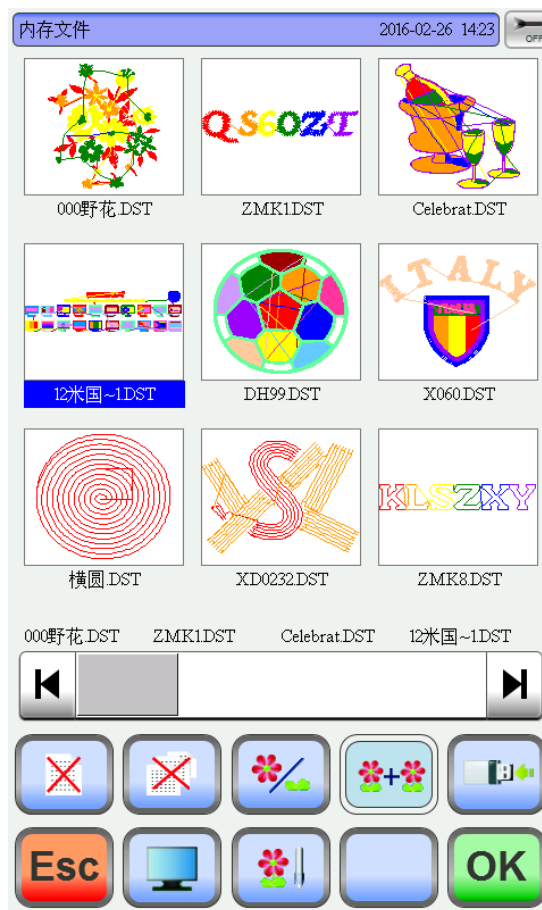 内存文件 2016-02-26 14:23
OFF
QS6OZT
000野花.DST ZMK1.DST Celebrat.DST
ITALY
ITALIA
12米国~1.DST DH99.DST X060.DST
S
KLSZXY
横圆.DST XD0232.DST ZMK8.DST
000野花.DST ZMK1.DST Celebrat.DST 12米国~1.DST
Esc OK